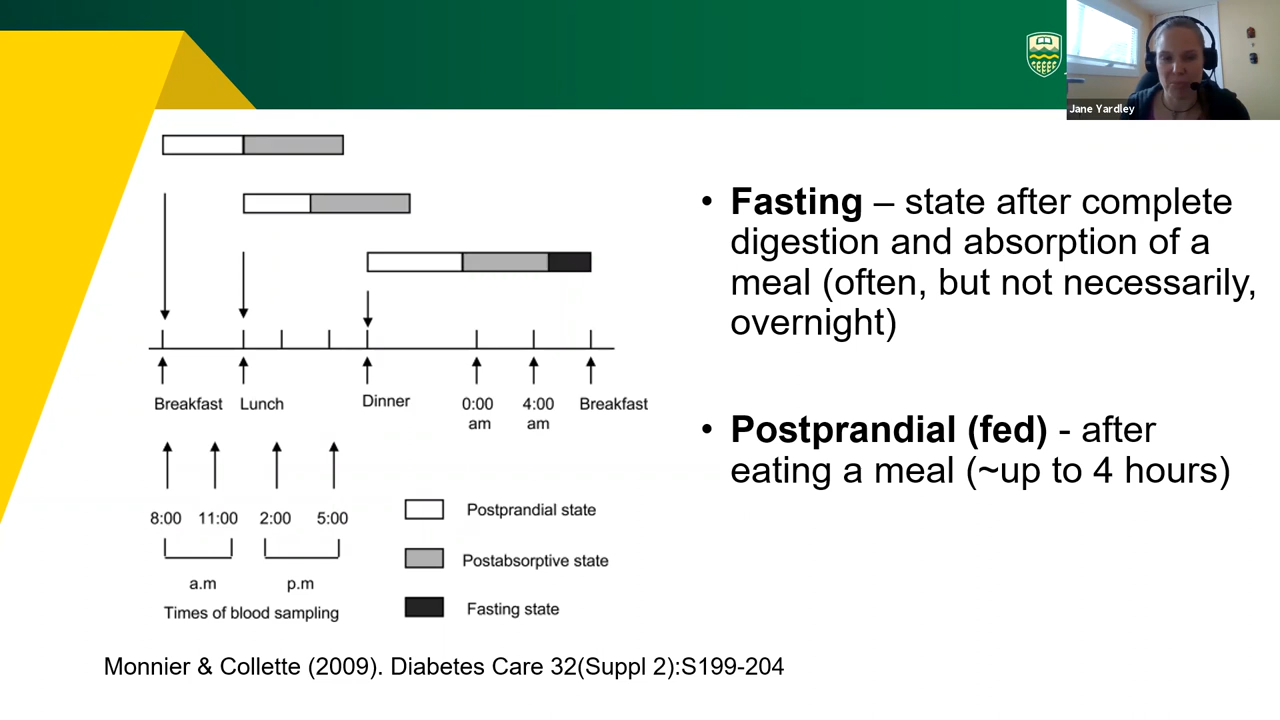 Jane Yardley
• Fasting – state after complete
digestion and absorption of a
meal (often, but not necessarily,
overnight)
• Postprandial (fed) - after
eating a meal (~up to 4 hours)
Breakfast Lunch Dinner 0:00 4:00 Breakfast
am am
8:00 11:00 2:00 5:00
a.m p.m
Times of blood sampling
Postprandial state
Postabsorptive state
Fasting state
Monnier & Collette (2009). Diabetes Care 32(Suppl 2):S199-204